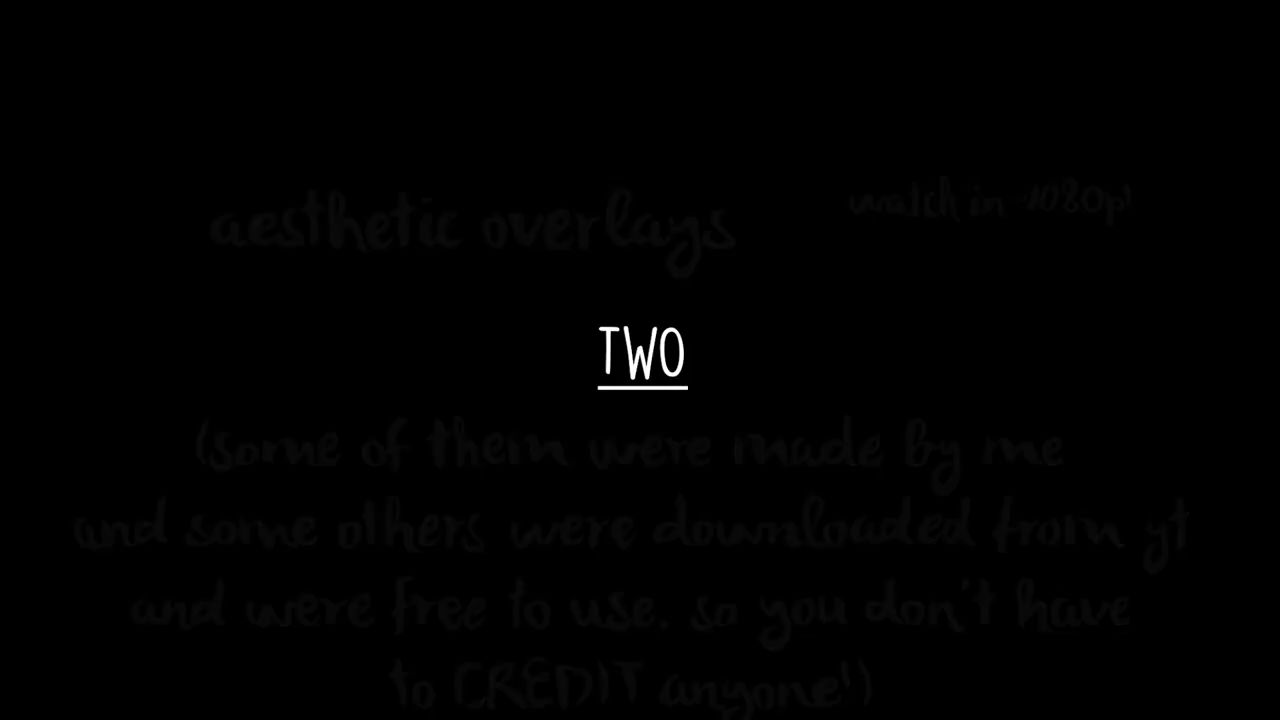 aesthetic overlays
watch in 1080p!
TWO
(some of them were made by me
and some others were downloaded from yt
and were free to use. so you don't have
to CREDIT anyone!)